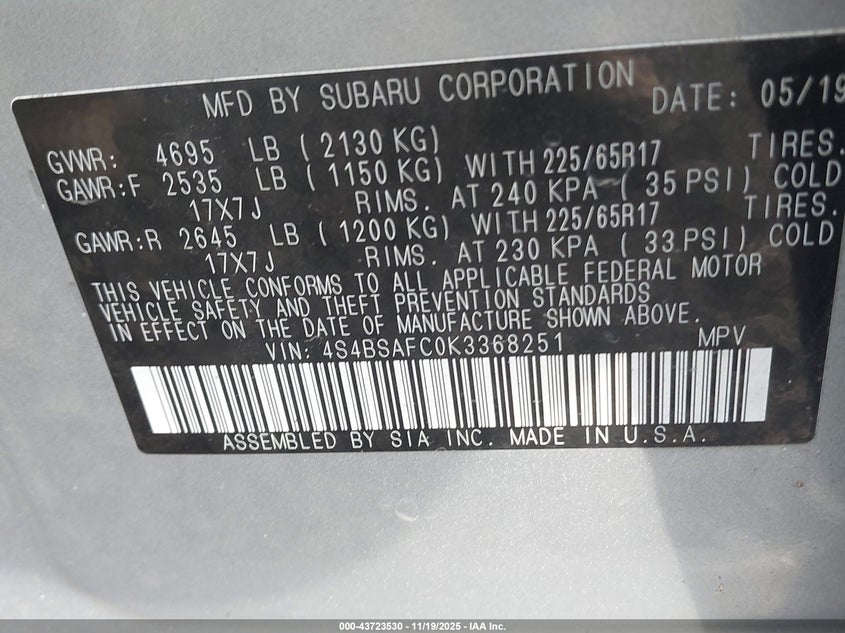 MFD BY SUBARU CORPORATION DATE: 05/19
GVWR: 4695 LB (2130 KG)
GAWR:F 2535 LB (1150 KG) WITH 225/65R17 TIRES.
17X7J RIMS. AT 240 KPA (35 PSI) COLD
GAWR:R 2645 LB (1200 KG) WITH 225/65R17 TIRES.
17X7J RIMS. AT 230 KPA (33 PSI) COLD
THIS VEHICLE CONFORMS TO ALL APPLICABLE FEDERAL MOTOR
VEHICLE SAFETY AND THEFT PREVENTION STANDARDS
IN EFFECT ON THE DATE OF MANUFACTURE SHOWN ABOVE.
VIN: 4S4BSAFC0K3368251 MPV
ASSEMBLED BY SIA INC. MADE IN U.S.A.
000-43723530 - 11/19/2025 - IAA Inc.